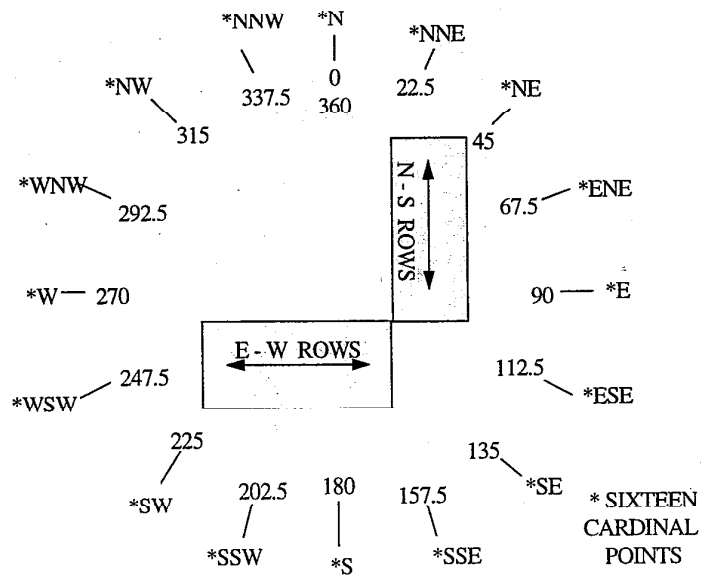 *NNW
*N
*NNE
*NW
337.5
0
360
22.5
*NE
315
45
*WNW
292.5
N - S ROWS
67.5
*ENE
*W
270
90
*E
E - W ROWS
247.5
112.5
*WSW
*ESE
225
135
*SW
202.5
180
157.5
*SE
*SSW
*S
*SSE
* SIXTEEN
CARDINAL
POINTS